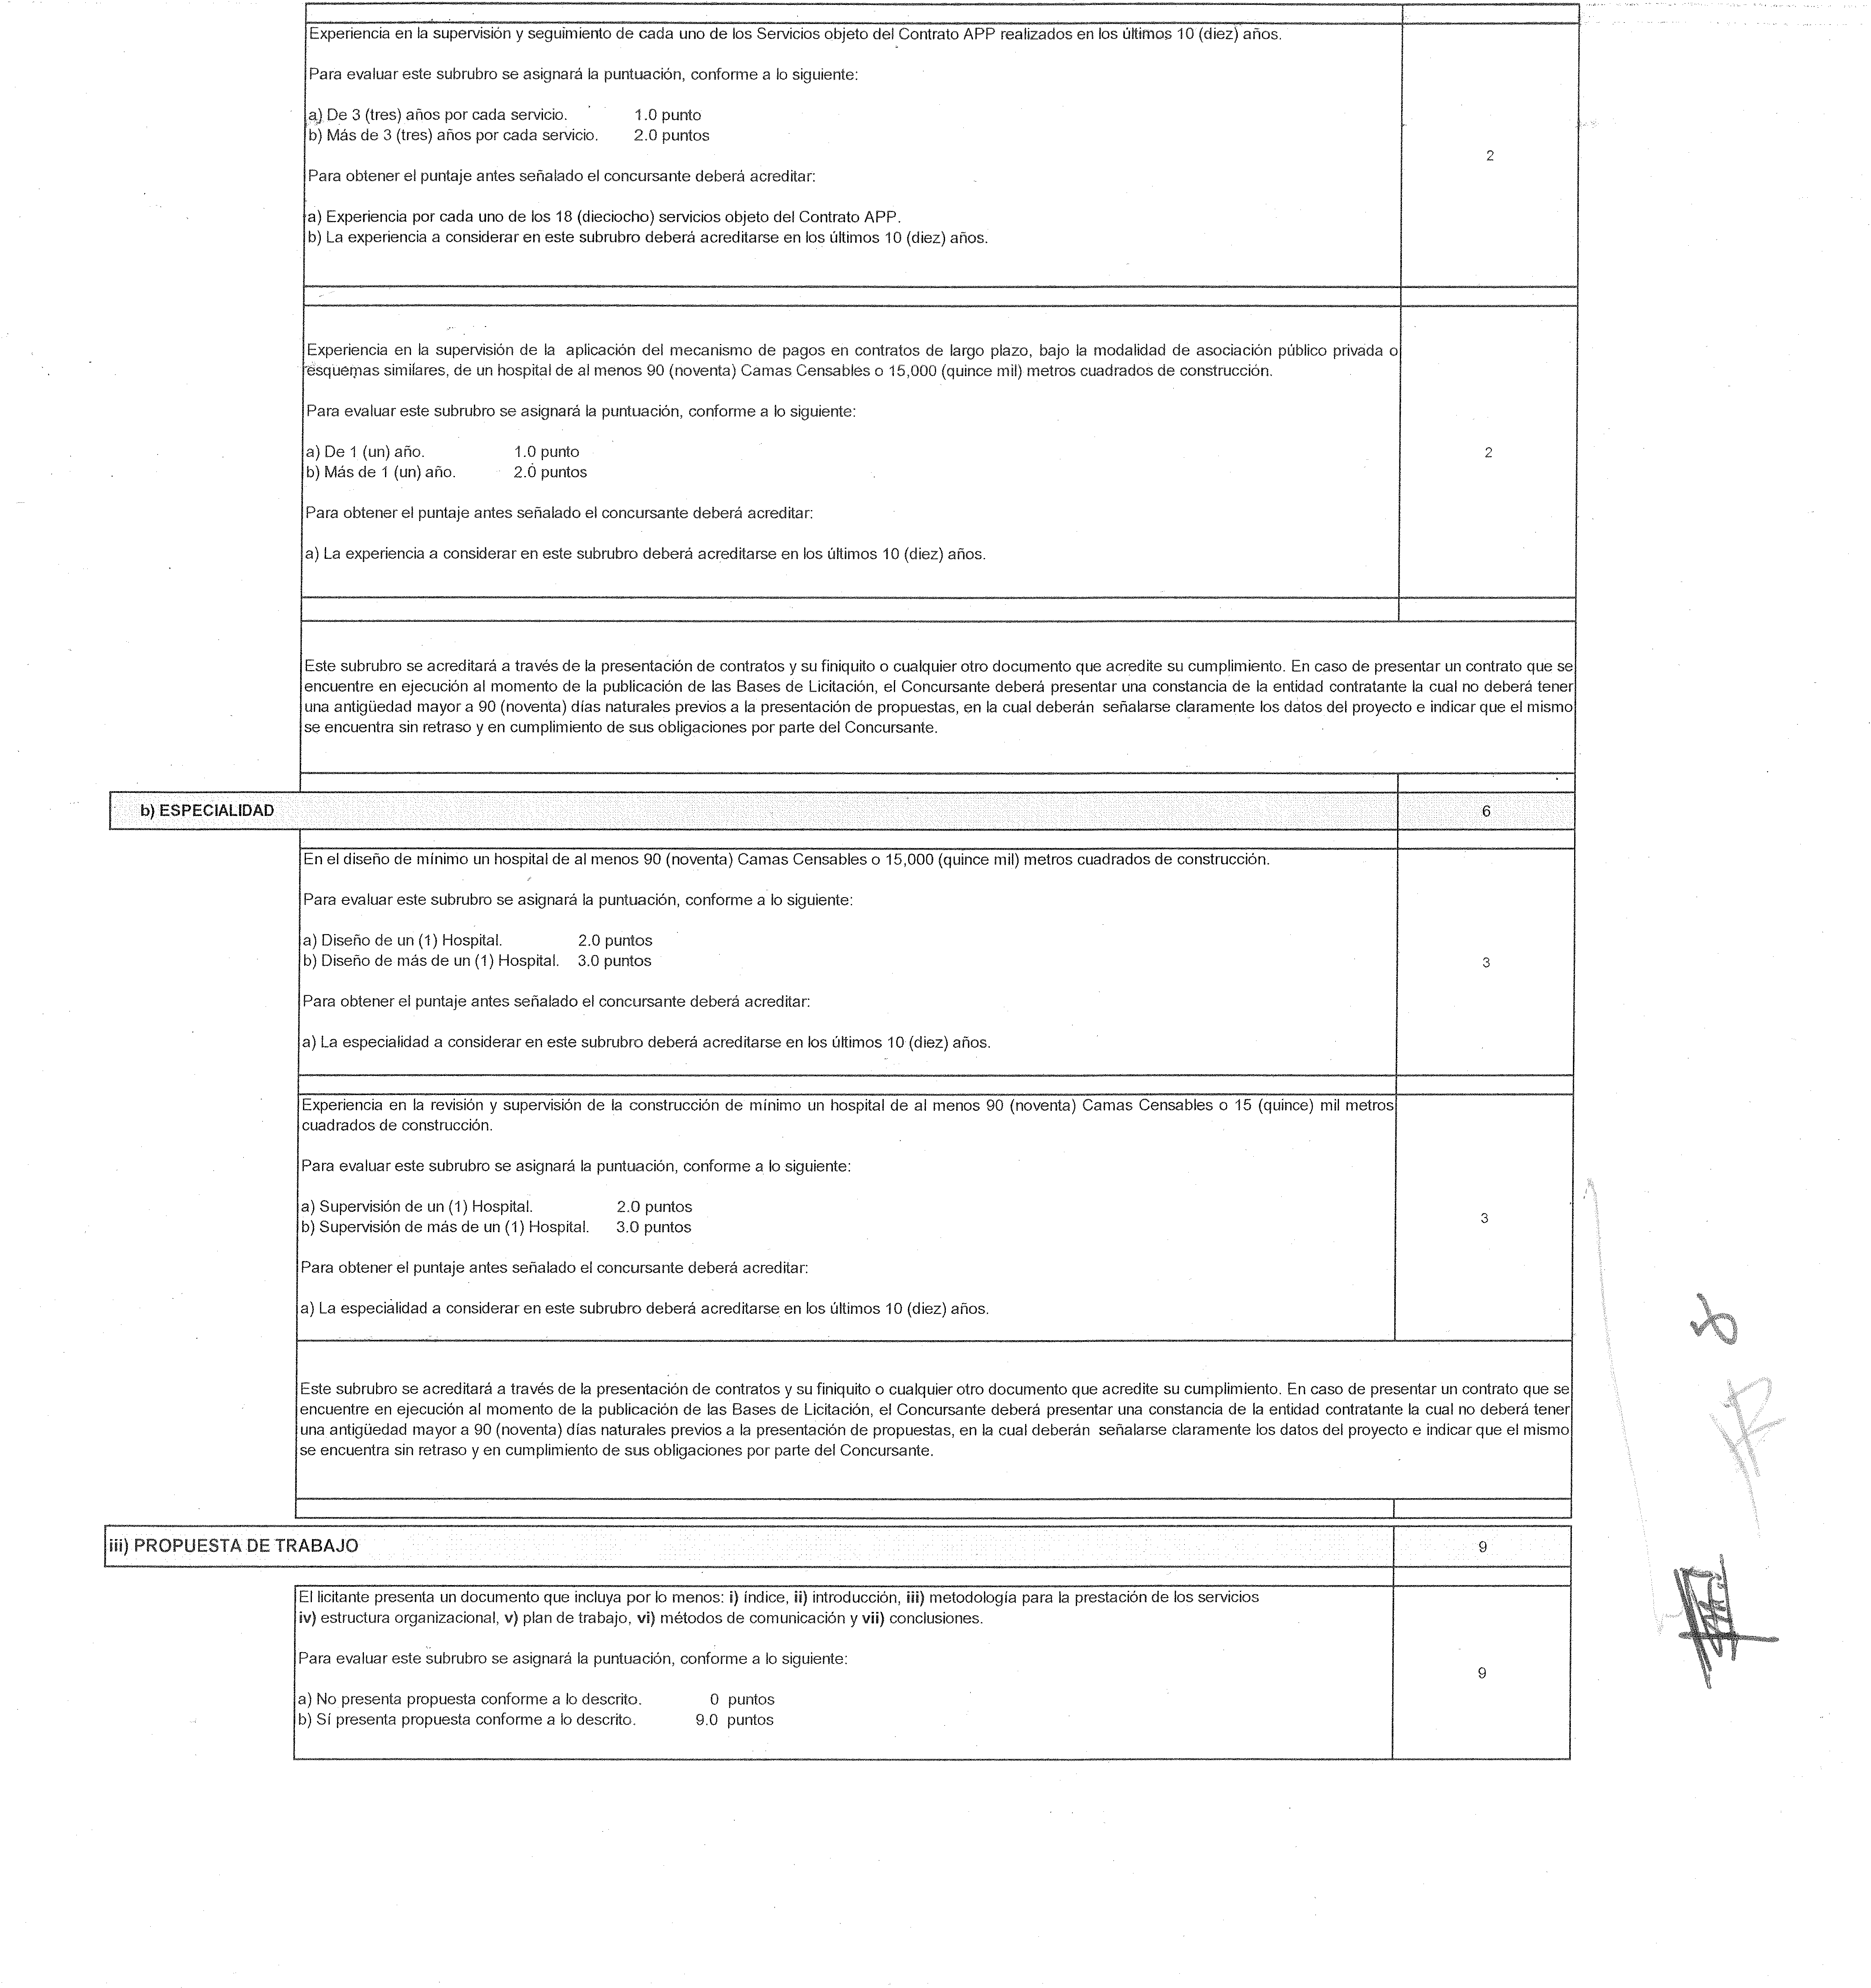 Experiencia en la supervisión y seguimiento de cada uno de los Servicios objeto del Contrato APP realizados en los últimos 10 (diez) años.
Para evaluar este subrubro se asignará la puntuación, conforme a lo siguiente:
a) De 3 (tres) años por cada servicio. 1.0 punto
b) Más de 3 (tres) años por cada servicio. 2.0 puntos
2
Para obtener el puntaje antes señalado el concursante deberá acreditar:
a) Experiencia por cada uno de los 18 (dieciocho) servicios objeto del Contrato APP.
b) La experiencia a considerar en este subrubro deberá acreditarse en los últimos 10 (diez) años.
Experiencia en la supervisión de la aplicación del mecanismo de pagos en contratos de largo plazo, bajo la modalidad de asociación público privada o
esquemas similares, de un hospital de al menos 90 (noventa) Camas Censables o 15,000 (quince mil) metros cuadrados de construcción.
Para evaluar este subrubro se asignará la puntuación, conforme a lo siguiente:
a) De 1 (un) año. 1.0 punto
2
b) Más de 1 (un) año. 2.0 puntos
Para obtener el puntaje antes señalado el concursante deberá acreditar:
a) La experiencia a considerar en este subrubro deberá acreditarse en los últimos 10 (diez) años.
Este subrubro se acreditará a través de la presentación de contratos y su finiquito o cualquier otro documento que acredite su cumplimiento. En caso de presentar un contrato que se
encuentre en ejecución al momento de la publicación de las Bases de Licitación, el Concursante deberá presentar una constancia de la entidad contratante la cual no deberá tener
una antigüedad mayor a 90 (noventa) días naturales previos a la presentación de propuestas, en la cual deberán señalarse claramente los datos del proyecto e indicar que el mismo
se encuentra sin retraso y en cumplimiento de sus obligaciones por parte del Concursante.
b) ESPECIALIDAD 6
En el diseño de mínimo un hospital de al menos 90 (noventa) Camas Censables o 15,000 (quince mil) metros cuadrados de construcción.
Para evaluar este subrubro se asignará la puntuación, conforme a lo siguiente:
a) Diseño de un (1) Hospital. 2.0 puntos
b) Diseño de más de un (1) Hospital. 3.0 puntos
3
Para obtener el puntaje antes señalado el concursante deberá acreditar:
a) La especialidad a considerar en este subrubro deberá acreditarse en los últimos 10 (diez) años.
Experiencia en la revisión y supervisión de la construcción de mínimo un hospital de al menos 90 (noventa) Camas Censables o 15 (quince) mil metros
cuadrados de construcción.
Para evaluar este subrubro se asignará la puntuación, conforme a lo siguiente:
a) Supervisión de un (1) Hospital. 2.0 puntos
b) Supervisión de más de un (1) Hospital. 3.0 puntos
3
Para obtener el puntaje antes señalado el concursante deberá acreditar:
a) La especialidad a considerar en este subrubro deberá acreditarse en los últimos 10 (diez) años.
Este subrubro se acreditará a través de la presentación de contratos y su finiquito o cualquier otro documento que acredite su cumplimiento. En caso de presentar un contrato que se
encuentre en ejecución al momento de la publicación de las Bases de Licitación, el Concursante deberá presentar una constancia de la entidad contratante la cual no deberá tener
una antigüedad mayor a 90 (noventa) días naturales previos a la presentación de propuestas, en la cual deberán señalarse claramente los datos del proyecto e indicar que el mismo
se encuentra sin retraso y en cumplimiento de sus obligaciones por parte del Concursante.
iii) PROPUESTA DE TRABAJO 9
El licitante presenta un documento que incluya por lo menos: i) índice, ii) introducción, iii) metodología para la prestación de los servicios
iv) estructura organizacional, v) plan de trabajo, vi) métodos de comunicación y vii) conclusiones.
Para evaluar este subrubro se asignará la puntuación, conforme a lo siguiente:
9
a) No presenta propuesta conforme a lo descrito. 0 puntos
b) Sí presenta propuesta conforme a lo descrito. 9.0 puntos